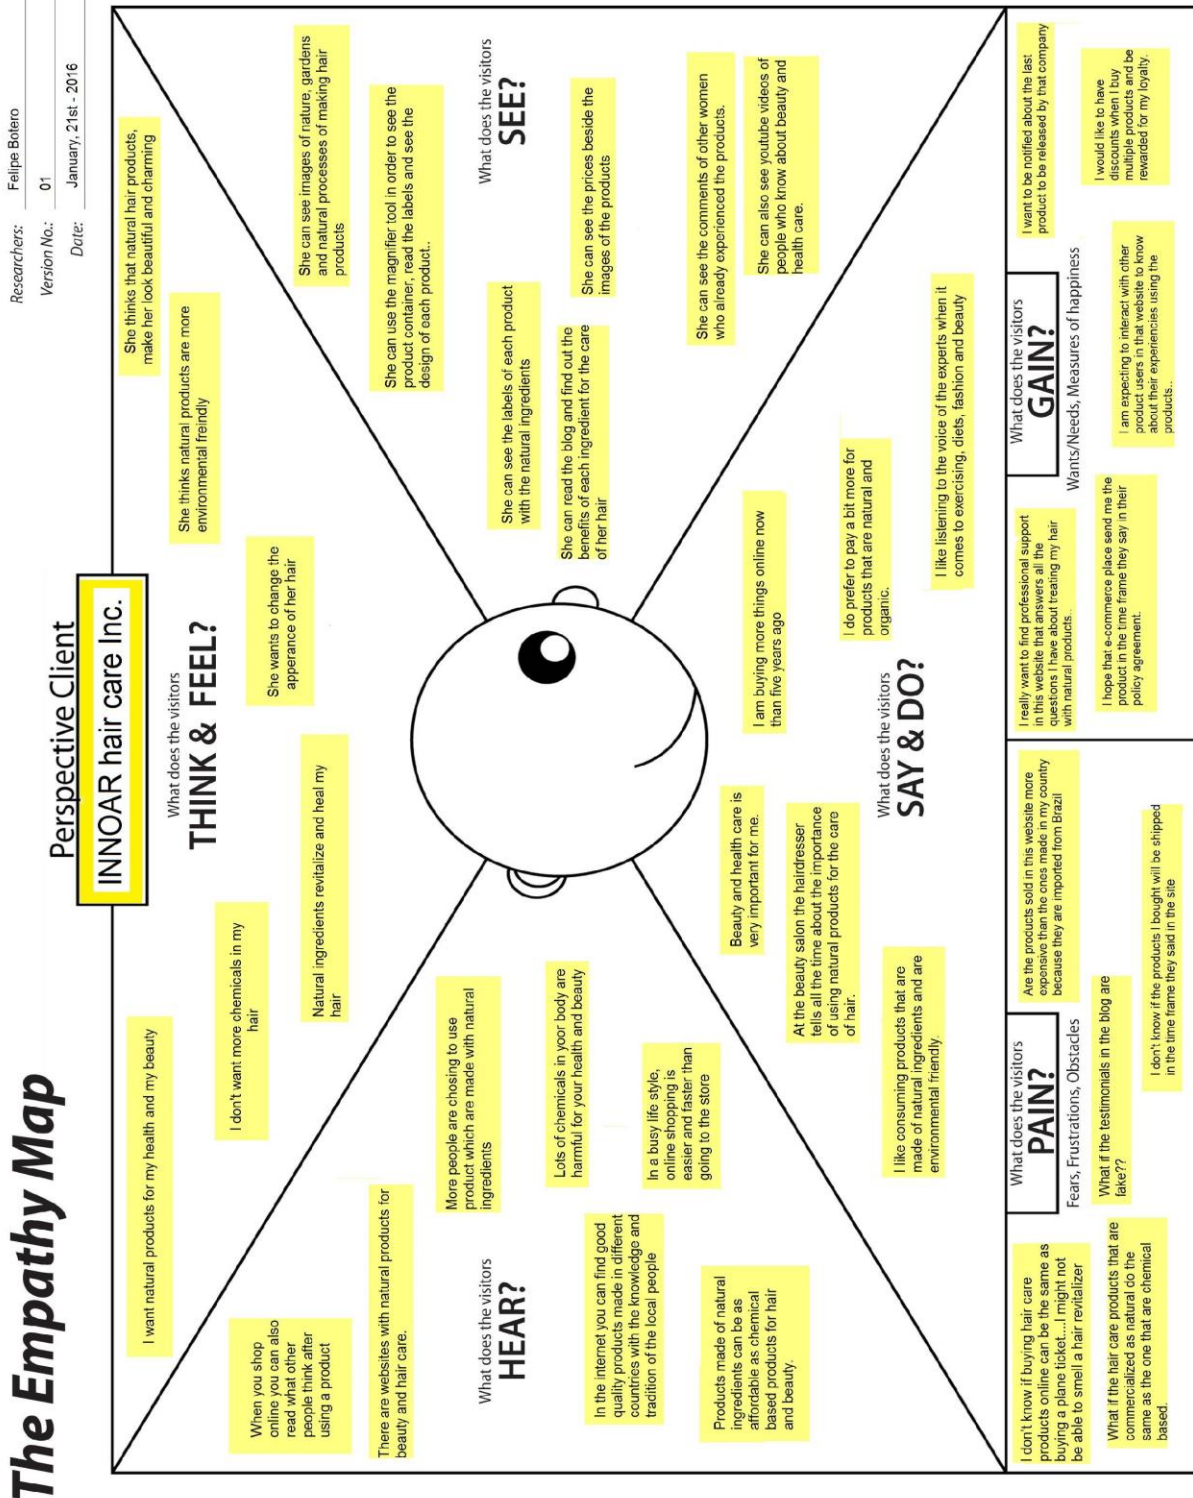 The Empathy Map
Researchers: Felipe Botero
Version No.: 01
Date: January, 21st - 2016
Perspective Client
INNOAR hair care Inc.
What does the visitors
THINK & FEEL?
I want natural products for my health and my beauty
I don't want more chemicals in my
hair
Natural ingredients revitalize and heal my
hair
She wants to change the
apperance of her hair
She thinks natural products are more
environmental freindly
She thinks that natural hair products,
make her look beautiful and charming
What does the visitors
HEAR?
When you shop
online you can also
read what other
people think after
using a product
There are websites with natural products for
beauty and hair care.
More people are chosing to use
product which are made with natural
ingredients
Lots of chemicals in yoor body are
harmful for your health and beauty
In the internet you can find good
quality products made in different
countries with the knowledge and
tradition of the local people
In a busy life style,
online shopping is
easier and faster than
going to the store
Products made of natural
ingredients can be as
affordable as chemical
based products for hair
and beauty.
What does the visitors
SEE?
She can see images of nature, gardens
and natural processes of making hair
products
She can use the magnifier tool in order to see the
product container, read the labels and see the
design of each product..
She can see the labels of each product
with the natural ingredients
She can read the blog and find out the
benefits of each ingredient for the care
of her hair
She can see the prices beside the
images of the products
She can see the comments of other women
who already experienced the products.
She can also see youtube videos of
people who know about beauty and
health care.
What does the visitors
SAY & DO?
Beauty and health care is
very important for me.
At the beauty salon the hairdresser
tells all the time about the importance
of using natural products for the care
of hair.
I like consuming products that are
made of natural ingredients and are
environmental friendly.
I am buying more things online now
than five years ago
I do prefer to pay a bit more for
products that are natural and
organic.
I like listening to the voice of the experts when it
comes to exercising, diets, fashion and beauty
What does the visitors
PAIN?
Fears, Frustrations, Obstacles
I don't know if buying hair care
products online can be the same as
buying a plane ticket....I might not
be able to smell a hair revitalizer
What if the hair care products that are
commercialized as natural do the
same as the one that are chemical
based.
What if the testimonials in the blog are
fake??
Are the products sold in this website more
expensive than the ones made in my country
because they are imported from Brazil
I don't know if the products I bought will be shipped
in the time frame they said in the site
What does the visitors
GAIN?
Wants/Needs, Measures of happiness
I really want to find professional support
in this website that answers all the
questions I have about treating my hair
with natural products..
I hope that e-commerce place send me the
product in the time frame they say in their
policy agreement.
I am expecting to interact with other
product users in that website to know
about their experiencies using the
products..
I want to be notified about the last
product to be released by that company
I would like to have
discounts when I buy
multiple products and be
rewarded for my loyalty.